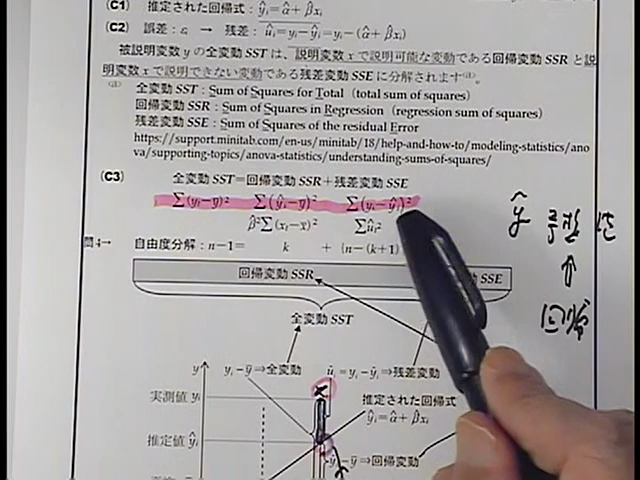 (C1) 推定された回帰式：ŷᵢ=α̂+β̂xᵢ
(C2) 誤差：εᵢ → 残差：ûᵢ=yᵢ−ŷᵢ=yᵢ−(α̂+β̂xᵢ)
被説明変数 y の全変動 SST は、説明変数 x で説明可能な変動である回帰変動 SSR と説
明変数 x で説明できない変動である残差変動 SSE に分解されます
全変動 SST：Sum of Squares for Total (total sum of squares)
回帰変動 SSR：Sum of Squares in Regression (regression sum of squares)
残差変動 SSE：Sum of Squares of the residual Error
https://support.minitab.com/en-us/minitab/18/help-and-how-to/modeling-statistics/ano
va/supporting-topics/anova-statistics/understanding-sums-of-squares/
(C3) 全変動 SST=回帰変動 SSR+残差変動 SSE
Σ(yᵢ−ȳ)² Σ(ŷᵢ−ȳ)² Σ(yᵢ−ŷᵢ)²
β̂²Σ(xᵢ−x̄)² Σûᵢ²
問4→ 自由度分解：n−1= k + (n−(k+1)
回帰変動 SSR
SSE
全変動 SST
y
yᵢ−ȳ⇒全変動
ûᵢ=yᵢ−ŷᵢ⇒残差変動
実測値 yᵢ
推定された回帰式
ŷᵢ=α̂+β̂xᵢ
推定値 ŷᵢ
−ȳ⇒回帰変動
ŷ
↑
回帰